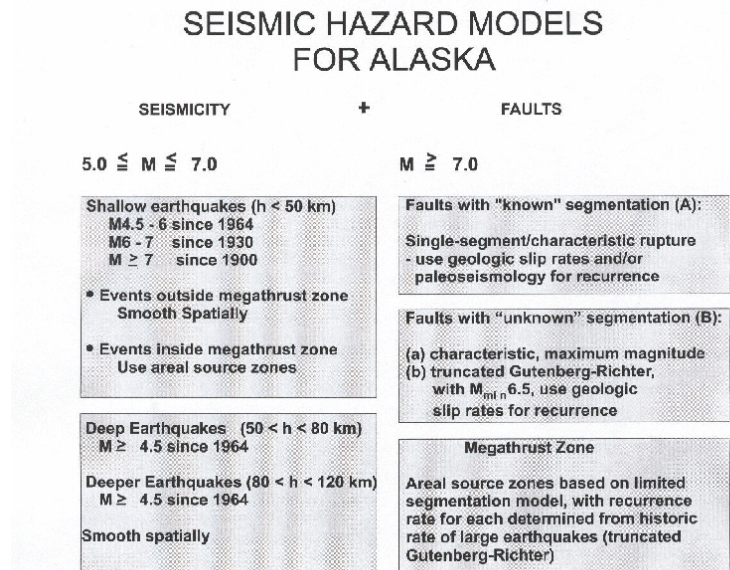 SEISMIC HAZARD MODELS
FOR ALASKA
SEISMICITY + FAULTS
5.0 ≦ M ≦ 7.0
M ≧ 7.0
Shallow earthquakes (h < 50 km)
M4.5 - 6 since 1964
M6 - 7 since 1930
M ≥ 7 since 1900
• Events outside megathrust zone
Smooth Spatially
• Events inside megathrust zone
Use areal source zones
Deep Earthquakes (50 < h < 80 km)
M ≥ 4.5 since 1964
Deeper Earthquakes (80 < h < 120 km)
M ≥ 4.5 since 1964
Smooth spatially
Faults with "known" segmentation (A):
Single-segment/characteristic rupture
- use geologic slip rates and/or
paleoseismology for recurrence
Faults with "unknown" segmentation (B):
(a) characteristic, maximum magnitude
(b) truncated Gutenberg-Richter,
with Mmin 6.5, use geologic
slip rates for recurrence
Megathrust Zone
Areal source zones based on limited
segmentation model, with recurrence
rate for each determined from historic
rate of large earthquakes (truncated
Gutenberg-Richter)